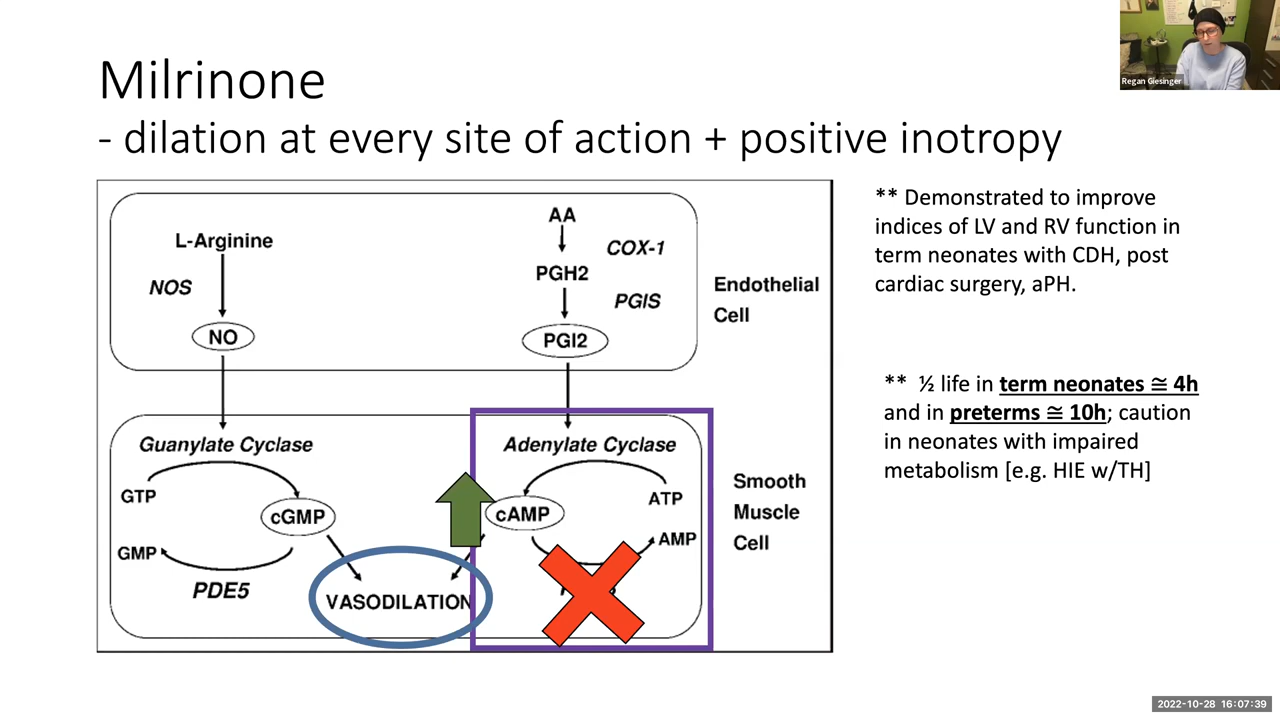 Regan Giesinger
Milrinone
- dilation at every site of action + positive inotropy
L-Arginine
NOS
NO
AA
COX-1
PGH2
PGIS
PGI2
Endothelial
Cell
Guanylate Cyclase
GTP
cGMP
GMP
PDE5
VASODILATION
Adenylate Cyclase
ATP
cAMP
AMP
Smooth
Muscle
Cell
** Demonstrated to improve
indices of LV and RV function in
term neonates with CDH, post
cardiac surgery, aPH.
** ½ life in term neonates ≅ 4h
and in preterms ≅ 10h; caution
in neonates with impaired
metabolism [e.g. HIE w/TH]
2022-10-28 16:07:39